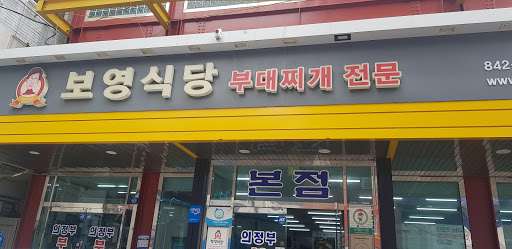 보영식당 부대찌개 전문
842-
www.
본점
의정부 의정부 의정부
부 부